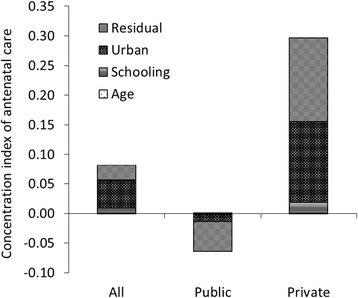 Concentration index of antenatal care
0.35
0.30
0.25
0.20
0.15
0.10
0.05
0.00
-0.05
-0.10
Residual
Urban
Schooling
Age
All Public Private